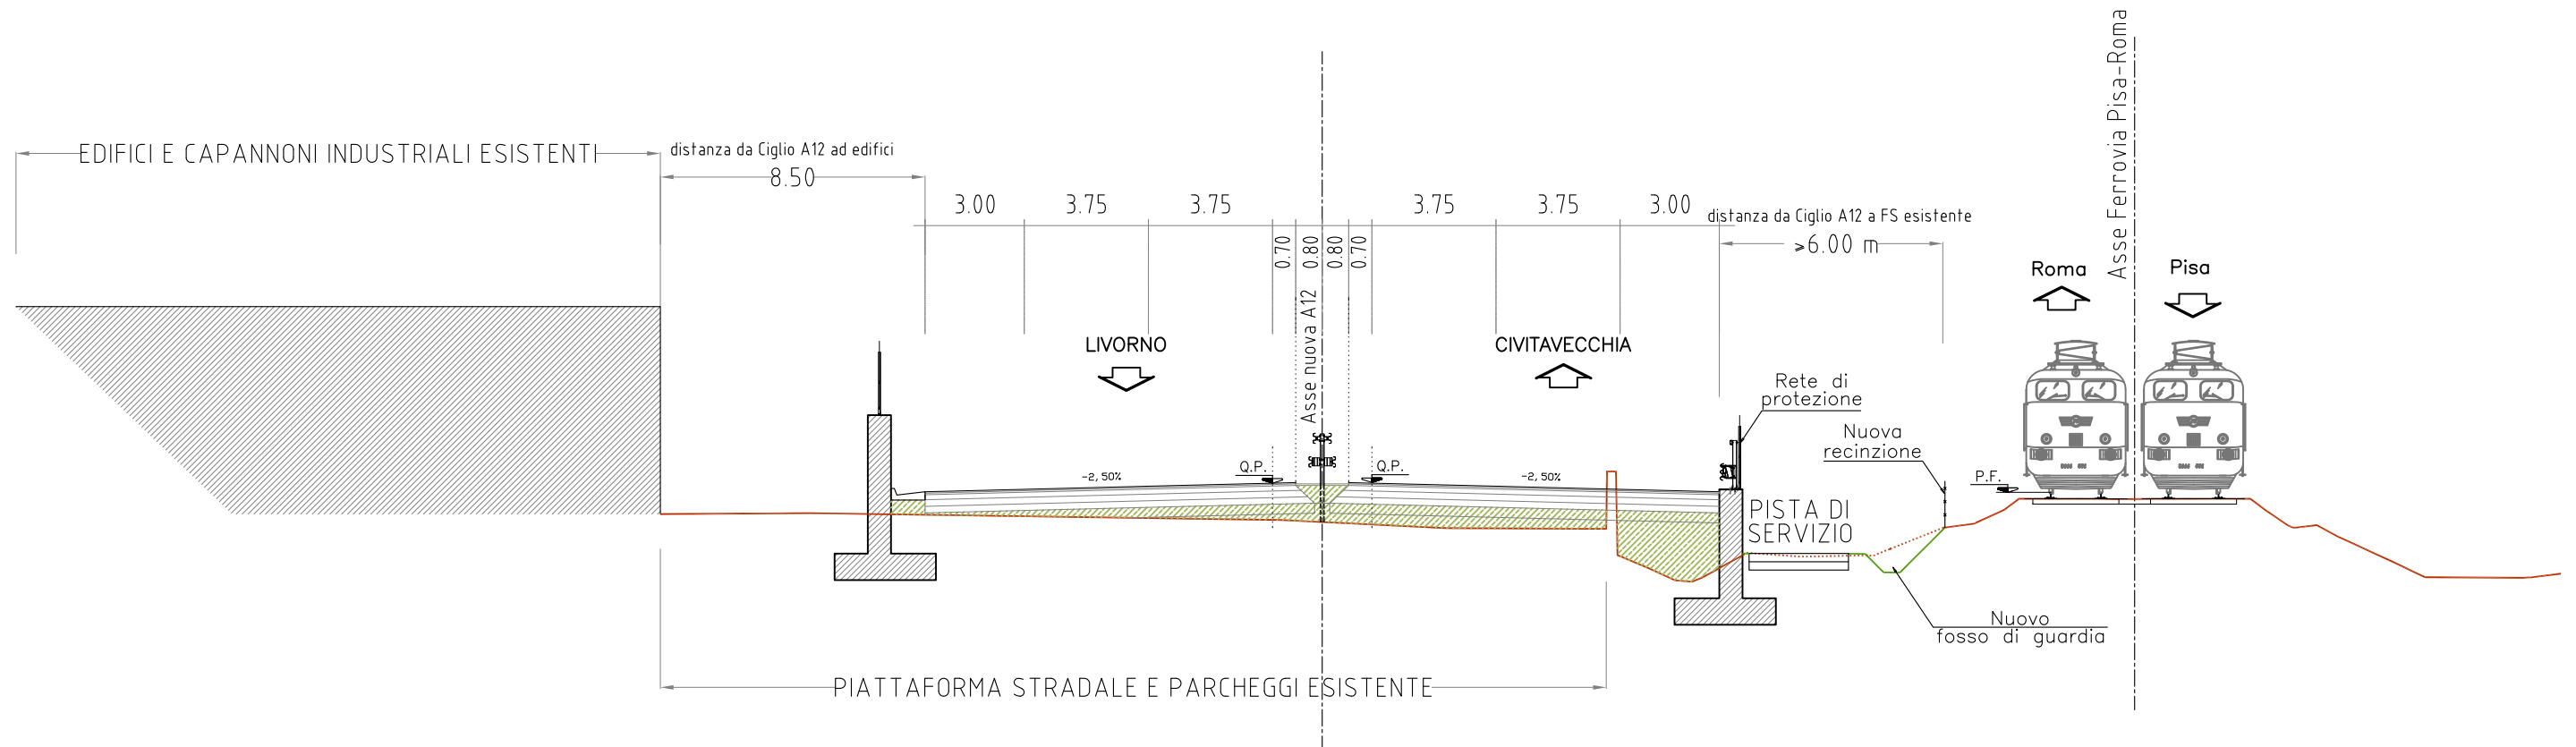 Asse Ferrovia Pisa-Roma
EDIFICI E CAPANNONI INDUSTRIALI ESISTENTI
distanza da Ciglio A12 ad edifici
8.50
3.00
3.75
3.75
3.75
3.75
3.00
distanza da Ciglio A12 a FS esistente
≥6.00 m
0.70
0.80
0.80
0.70
Roma
Pisa
Asse nuova A12
LIVORNO
CIVITAVECCHIA
Rete di
protezione
Nuova
recinzione
Q.P.
Q.P.
-2,50%
-2,50%
P.F.
PISTA DI
SERVIZIO
Nuovo
fosso di guardia
PIATTAFORMA STRADALE E PARCHEGGI ESISTENTE